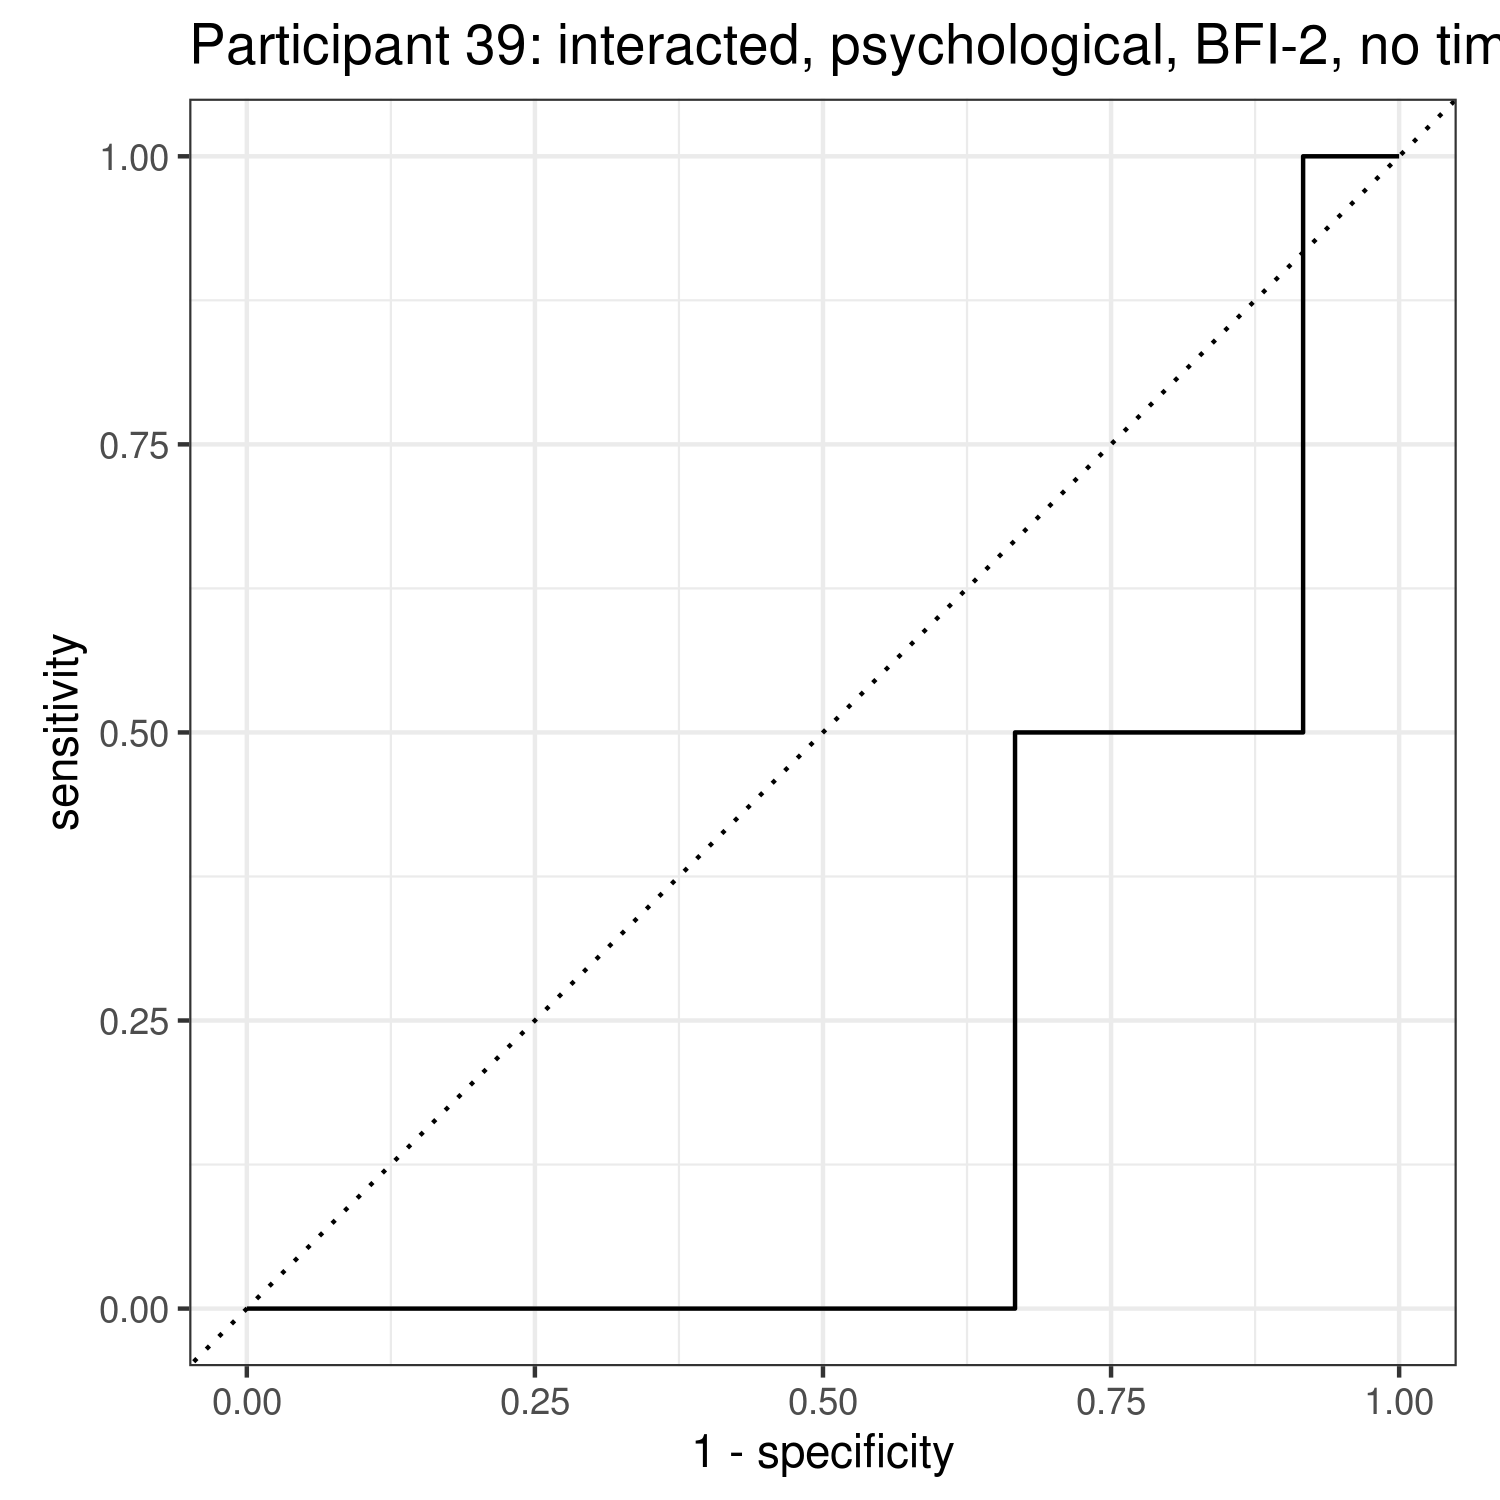 Participant 39: interacted, psychological, BFI-2, no tim
1.00
0.75
0.50
0.25
0.00
sensitivity
0.00 0.25 0.50 0.75 1.00
1 - specificity